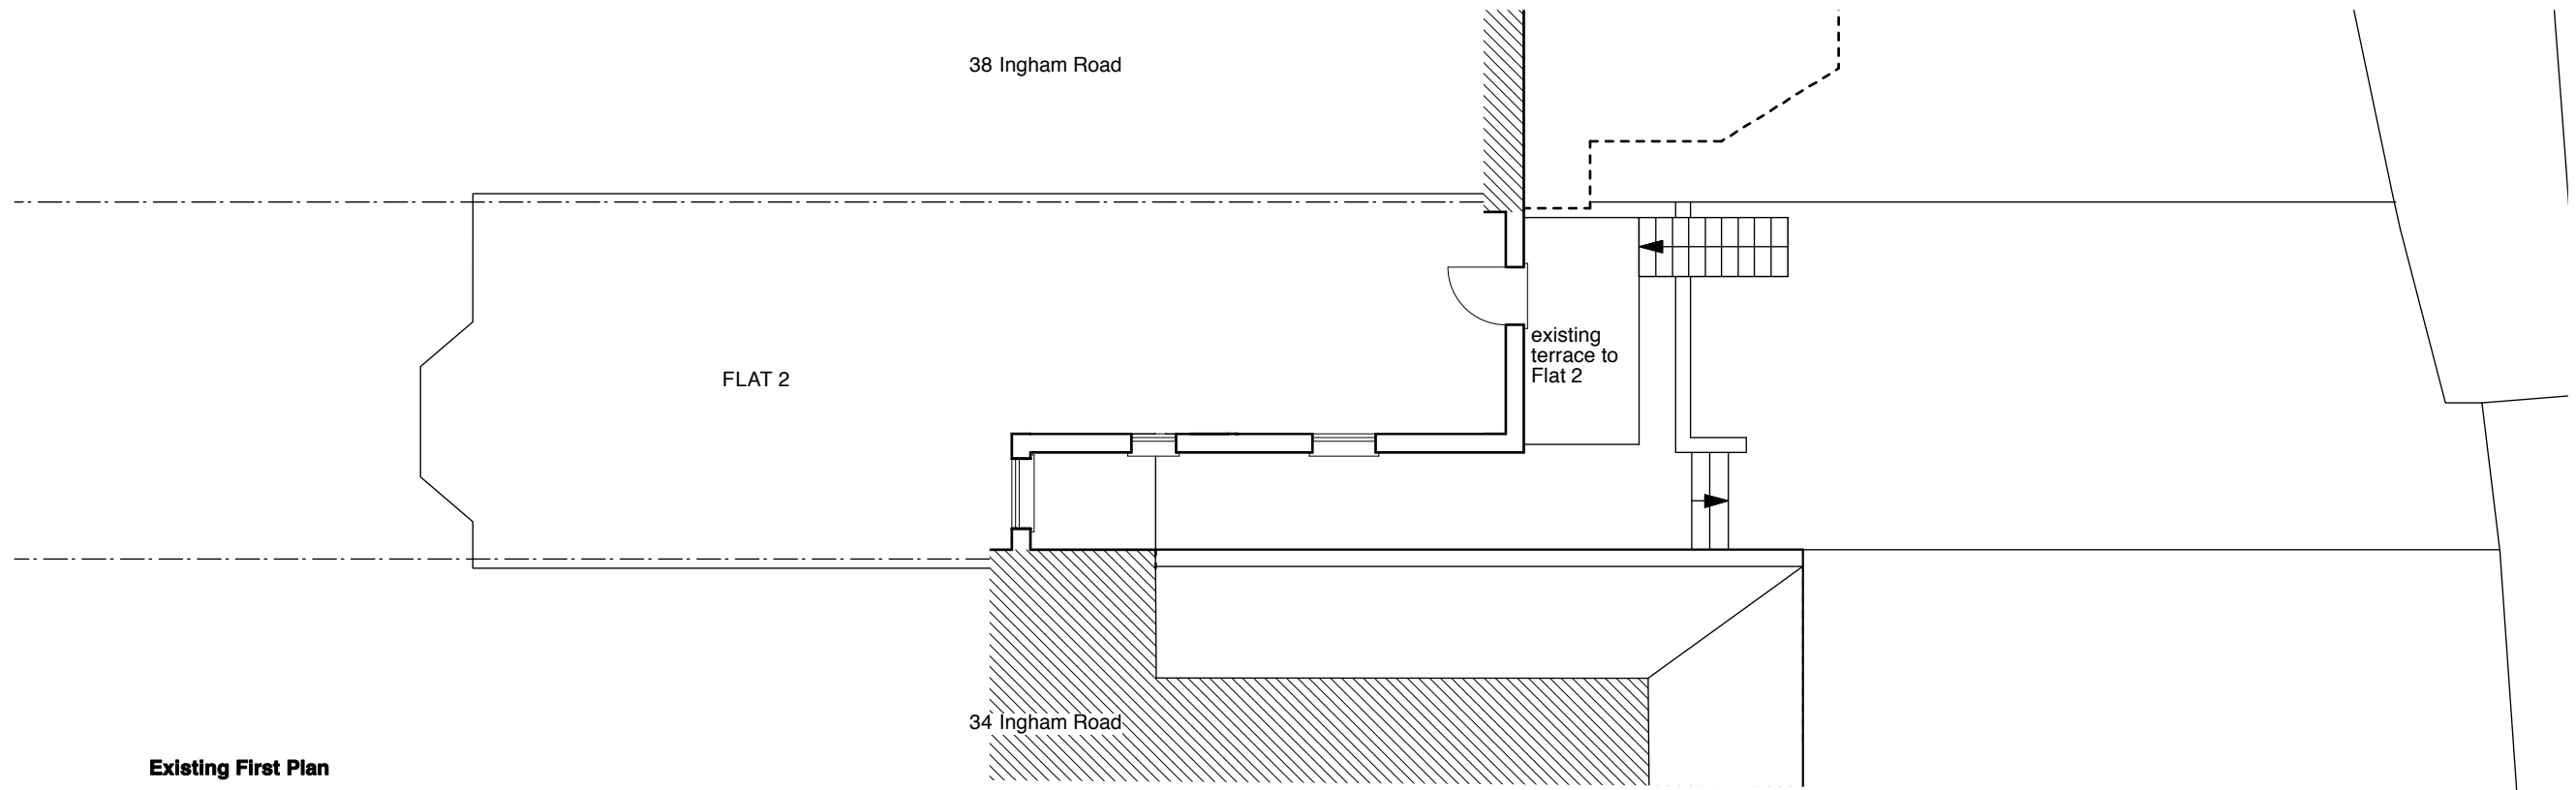 38 Ingham Road
existing
terrace to
Flat 2
FLAT 2
34 Ingham Road
Existing First Plan